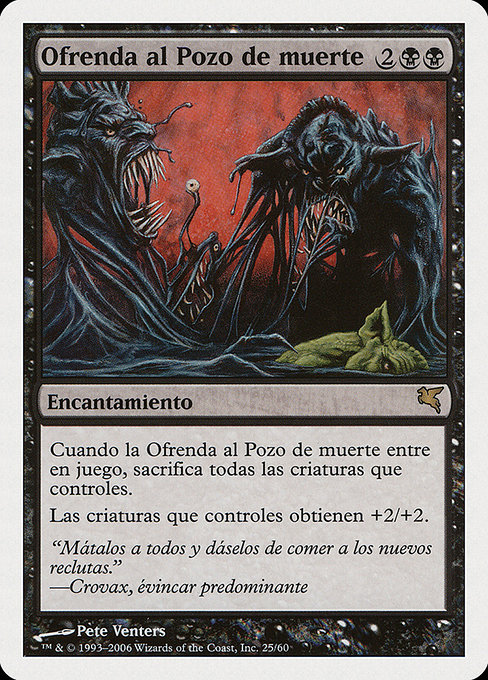 Ofrenda al Pozo de muerte 2
Encantamiento
Cuando la Ofrenda al Pozo de muerte entre
en juego, sacrifica todas las criaturas que
controles.
Las criaturas que controles obtienen +2/+2.
“Mátalos a todos y dáselos de comer a los nuevos
reclutas.”
—Crovax, évincar predominante
Pete Venters
™ & © 1993–2006 Wizards of the Coast, Inc. 25/60